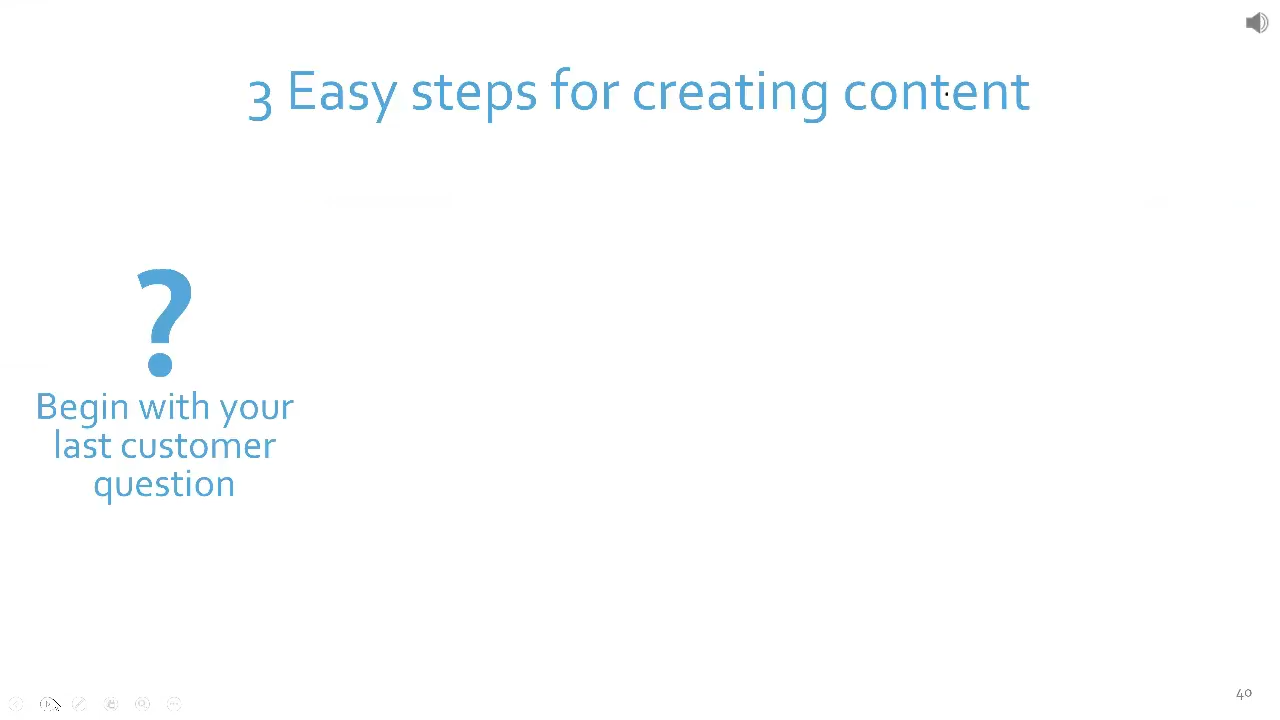 3 Easy steps for creating content
?
Begin with your
last customer
question
40